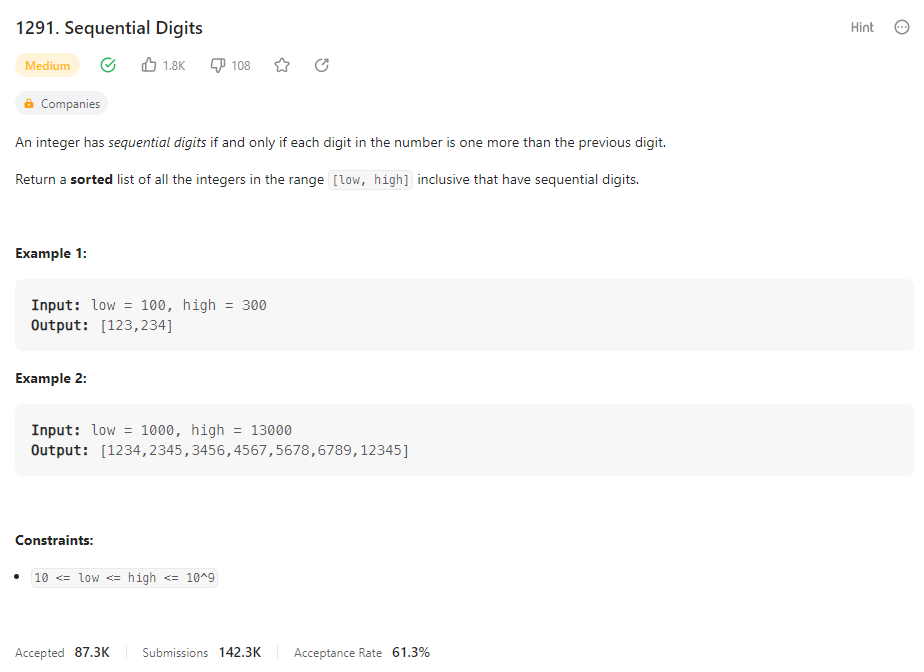 1291. Sequential Digits
Hint
Medium 1.8K 108
Companies
An integer has sequential digits if and only if each digit in the number is one more than the previous digit.
Return a sorted list of all the integers in the range [low, high] inclusive that have sequential digits.
Example 1:
Input: low = 100, high = 300
Output: [123,234]
Example 2:
Input: low = 1000, high = 13000
Output: [1234,2345,3456,4567,5678,6789,12345]
Constraints:
10 <= low <= high <= 10^9
Accepted 87.3K Submissions 142.3K Acceptance Rate 61.3%